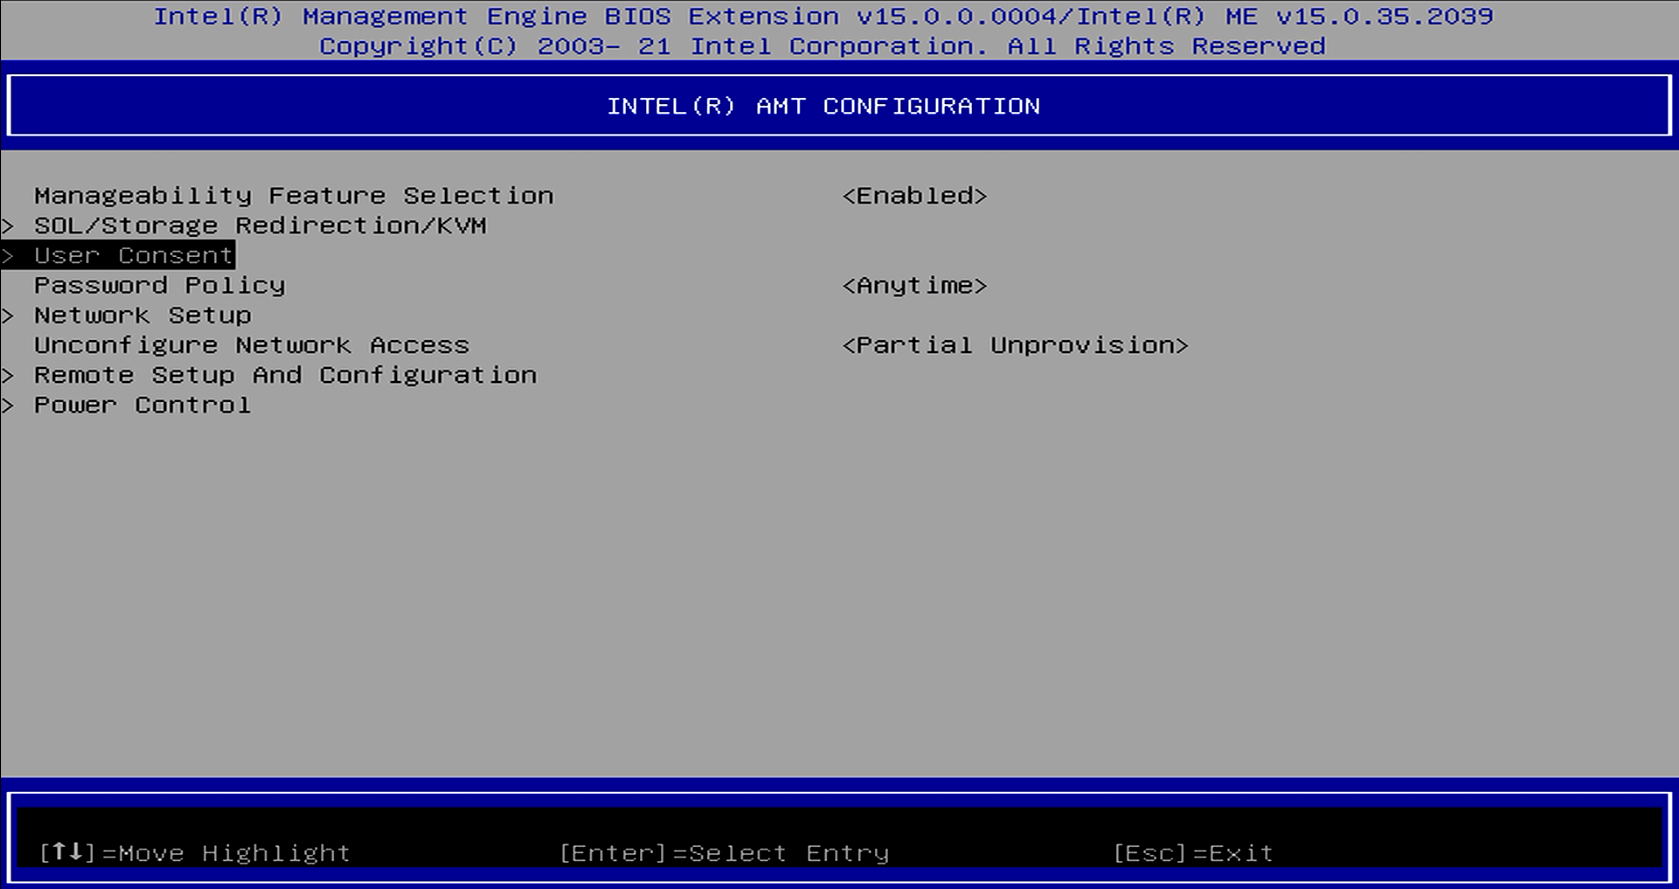 Intel(R) Management Engine BIOS Extension v15.0.0.0004/Intel(R) ME v15.0.35.2039
Copyright(C) 2003- 21 Intel Corporation. All Rights Reserved
INTEL(R) AMT CONFIGURATION
Manageability Feature Selection <Enabled>
> SOL/Storage Redirection/KVM
> User Consent
Password Policy <Anytime>
> Network Setup
Unconfigure Network Access <Partial Unprovision>
> Remote Setup And Configuration
> Power Control
[↑↓]=Move Highlight [Enter]=Select Entry [Esc]=Exit